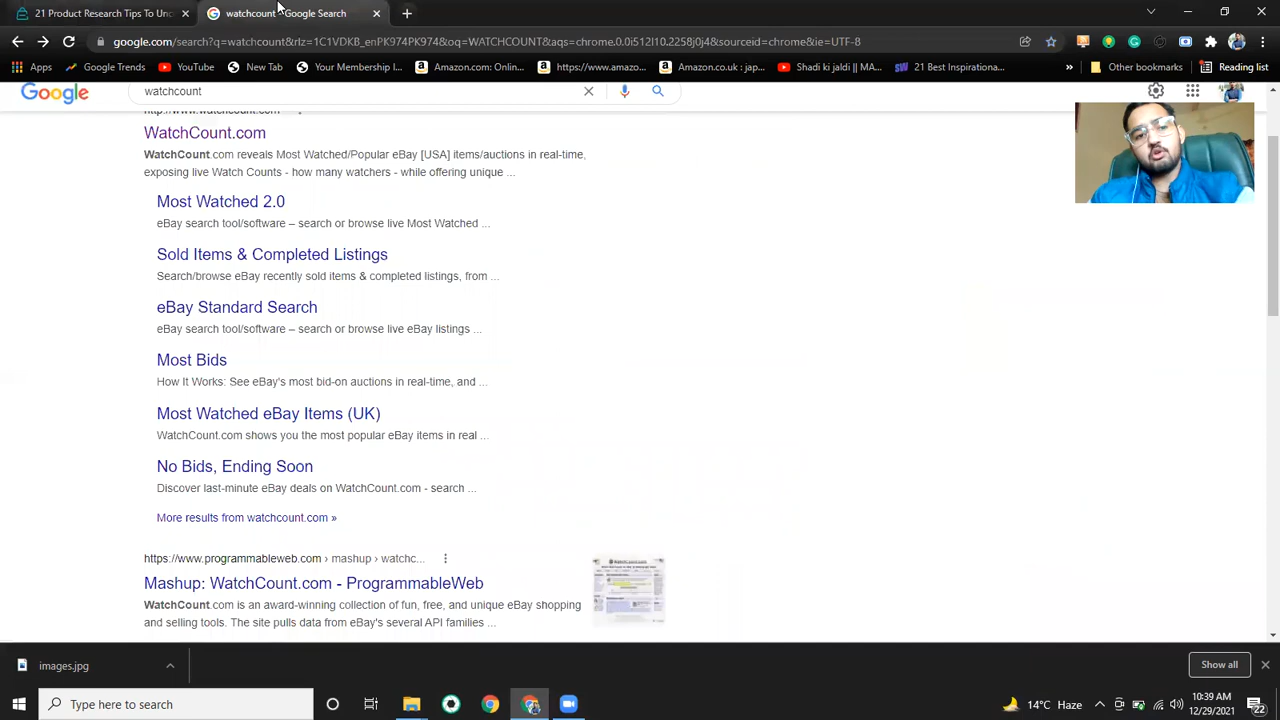 21 Product Research Tips To Un
watchcount - Google Search
google.com/search?q=watchcount&rlz=1C1VDKB_enPK974PK974&oq=WATCHCOUNT&aqs=chrome.0.0i512l10.2258j0j4&sourceid=chrome&ie=UTF-8
Apps
Google Trends
YouTube
New Tab
Your Membership I...
Amazon.com: Onlin...
https://www.amazo...
Amazon.co.uk : jap...
Shadi ki jaldi || MA...
21 Best Inspirationa...
»
Other bookmarks
Reading list
Google
watchcount
WatchCount.com
WatchCount.com reveals Most Watched/Popular eBay [USA] items/auctions in real-time,
exposing live Watch Counts - how many watchers - while offering unique ...
Most Watched 2.0
eBay search tool/software – search or browse live Most Watched ...
Sold Items & Completed Listings
Search/browse eBay recently sold items & completed listings, from ...
eBay Standard Search
eBay search tool/software – search or browse live eBay listings ...
Most Bids
How It Works: See eBay's most bid-on auctions in real-time, and ...
Most Watched eBay Items (UK)
WatchCount.com shows you the most popular eBay items in real ...
No Bids, Ending Soon
Discover last-minute eBay deals on WatchCount.com - search ...
More results from watchcount.com »
https://www.programmableweb.com › mashup › watchc...
Mashup: WatchCount.com - ProgrammableWeb
WatchCount.com is an award-winning collection of fun, free, and unique eBay shopping
and selling tools. The site pulls data from eBay's several API families ...
images.jpg
Show all
Type here to search
14°C Haze
10:39 AM
12/29/2021
22